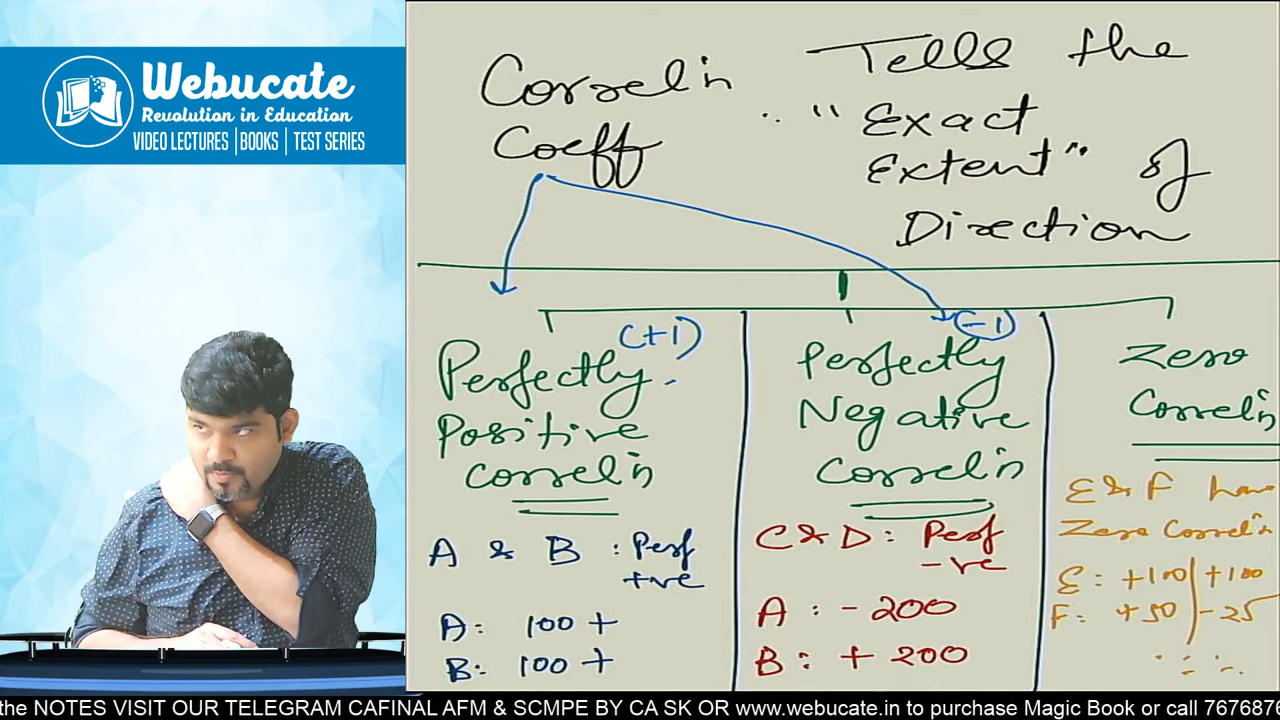 Webucate
Revolution in Education
VIDEO LECTURES | BOOKS | TEST SERIES
Correl'n
Coeff
Tells the
"Exact
Extent" of
Direction
(+1)
Perfectly
Positive
Correl'n
A & B : Perf
+ve
A: 100 +
B: 100 +
(-1)
Perfectly
Negative
Correl'n
C & D: Perf
-ve
A : - 200
B : + 200
Zero
Correl'n
E & F have
Zero Correl'n
E: +100 | +100
F: +50 | -25
the NOTES VISIT OUR TELEGRAM CAFINAL AFM & SCMPE BY CA SK OR www.webucate.in to purchase Magic Book or call 7676876